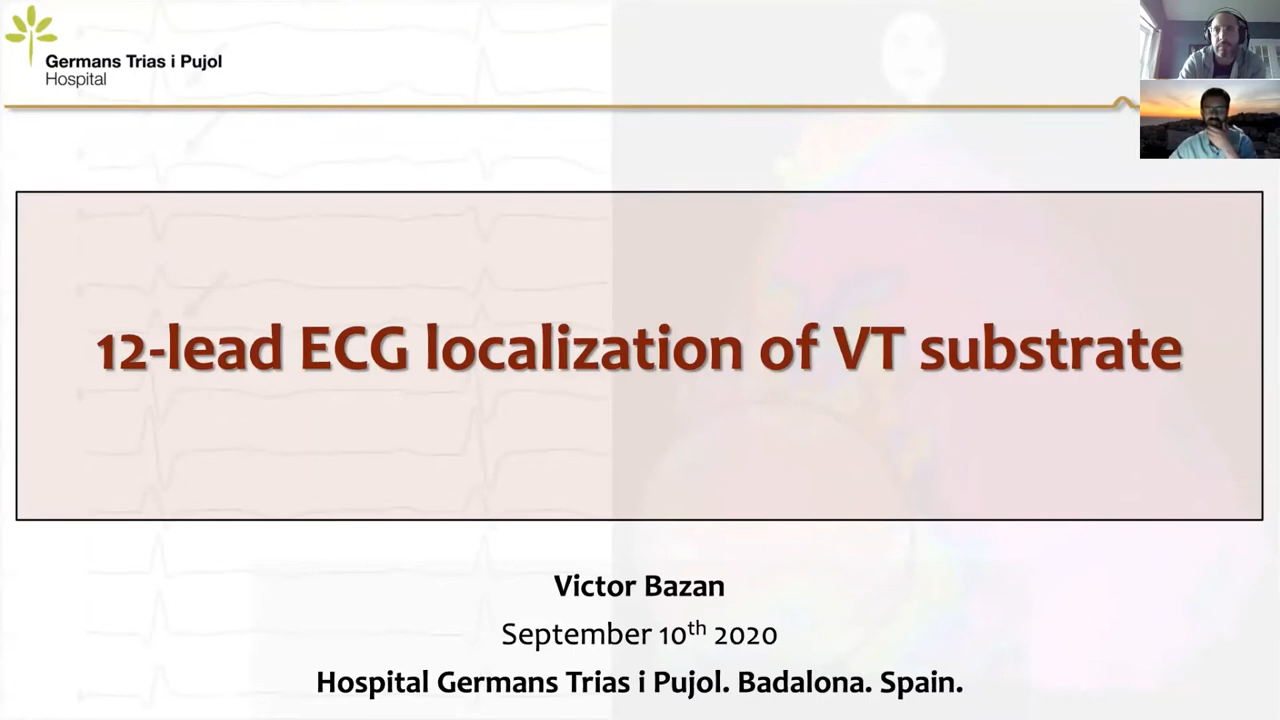 Germans Trias i Pujol
Hospital
12-lead ECG localization of VT substrate
Victor Bazan
September 10th 2020
Hospital Germans Trias i Pujol. Badalona. Spain.